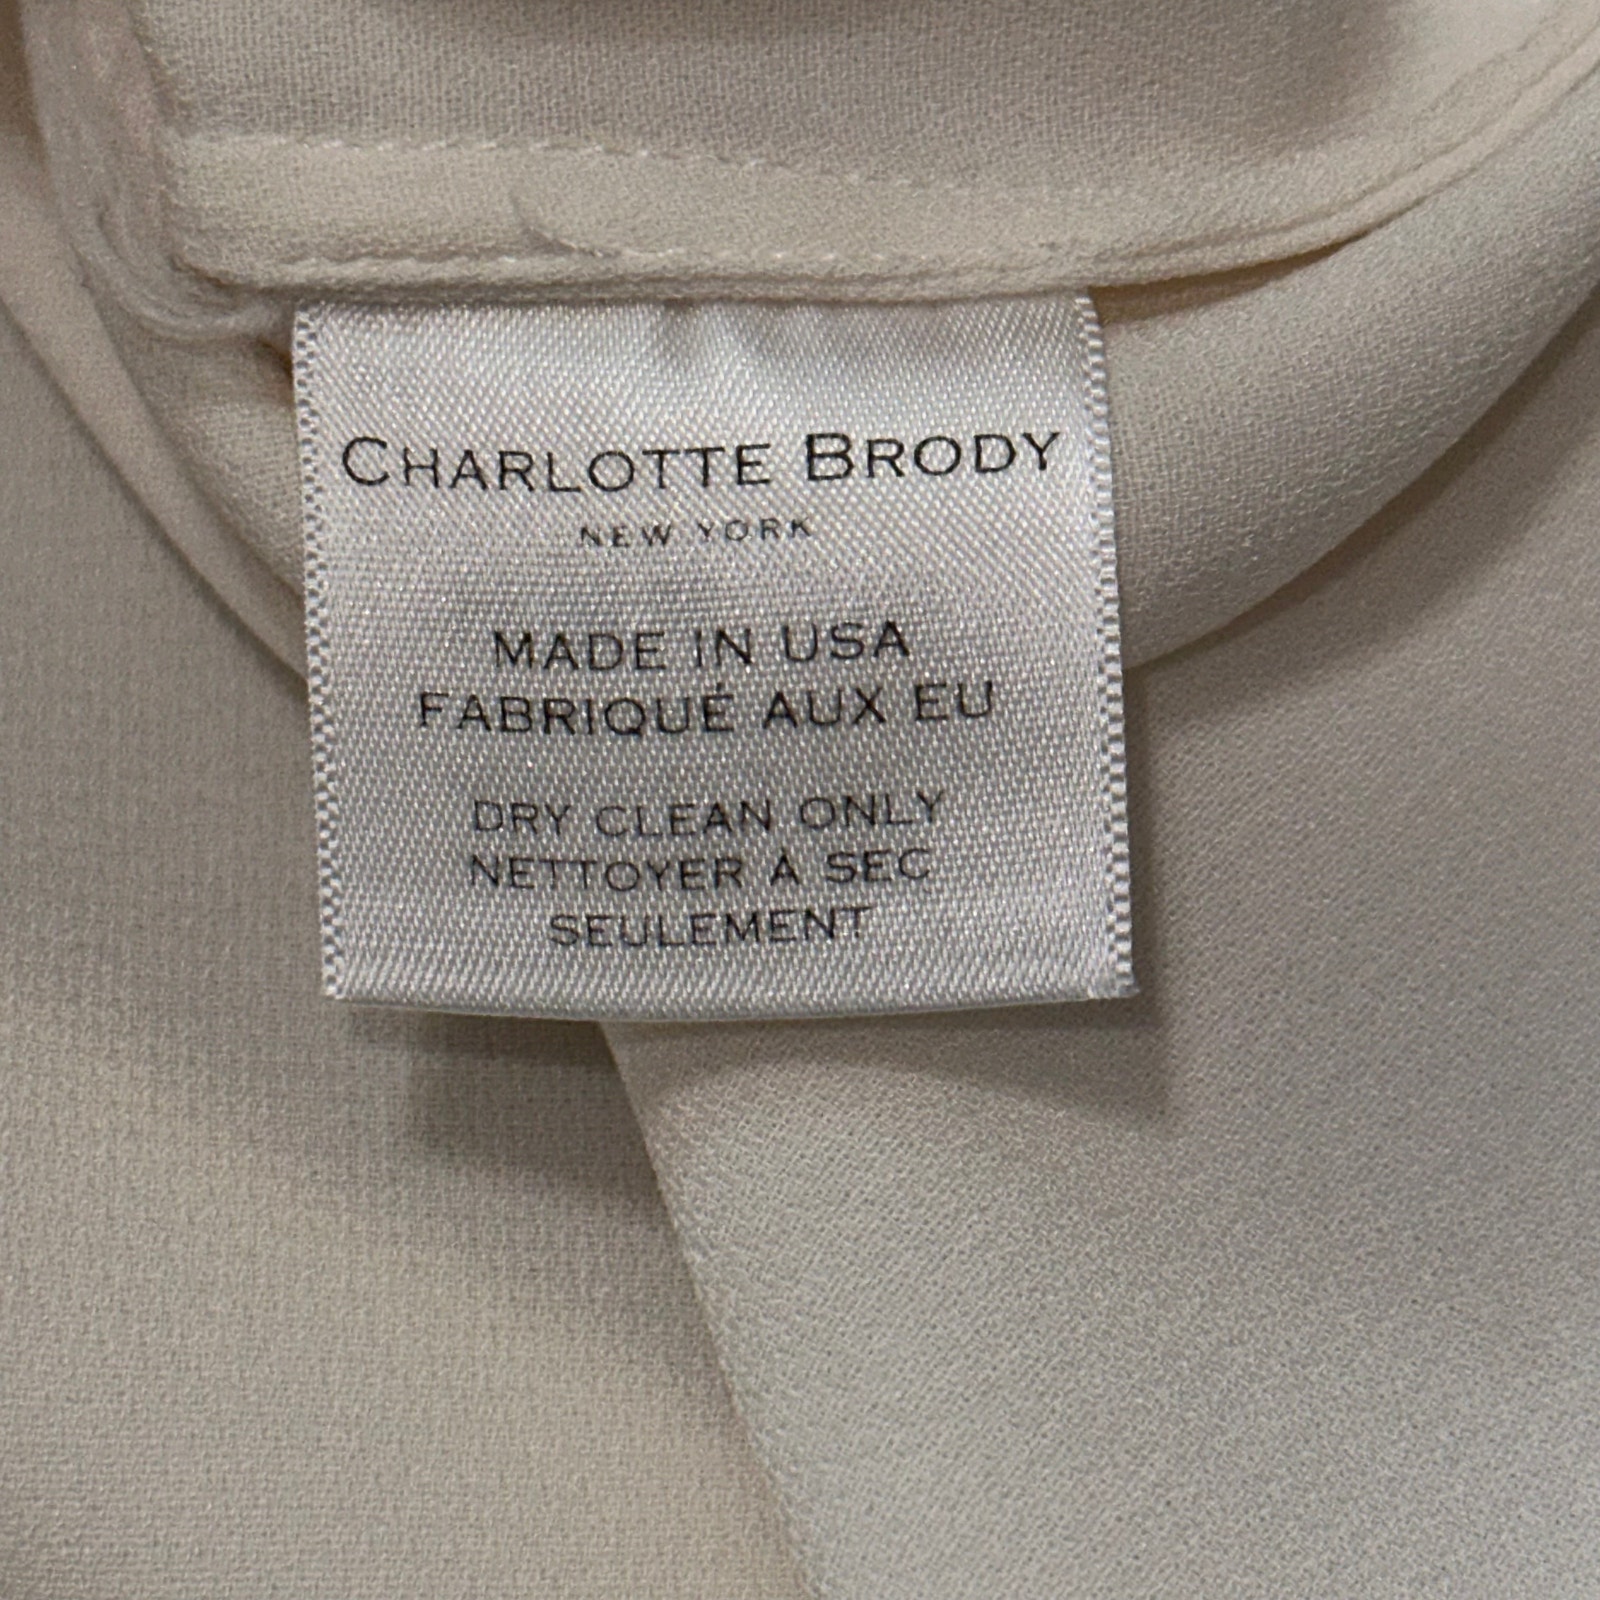 CHARLOTTE BRODY
NEW YORK
MADE IN USA
FABRIQUÉ AUX EU
DRY CLEAN ONLY
NETTOYER À SEC
SEULEMENT